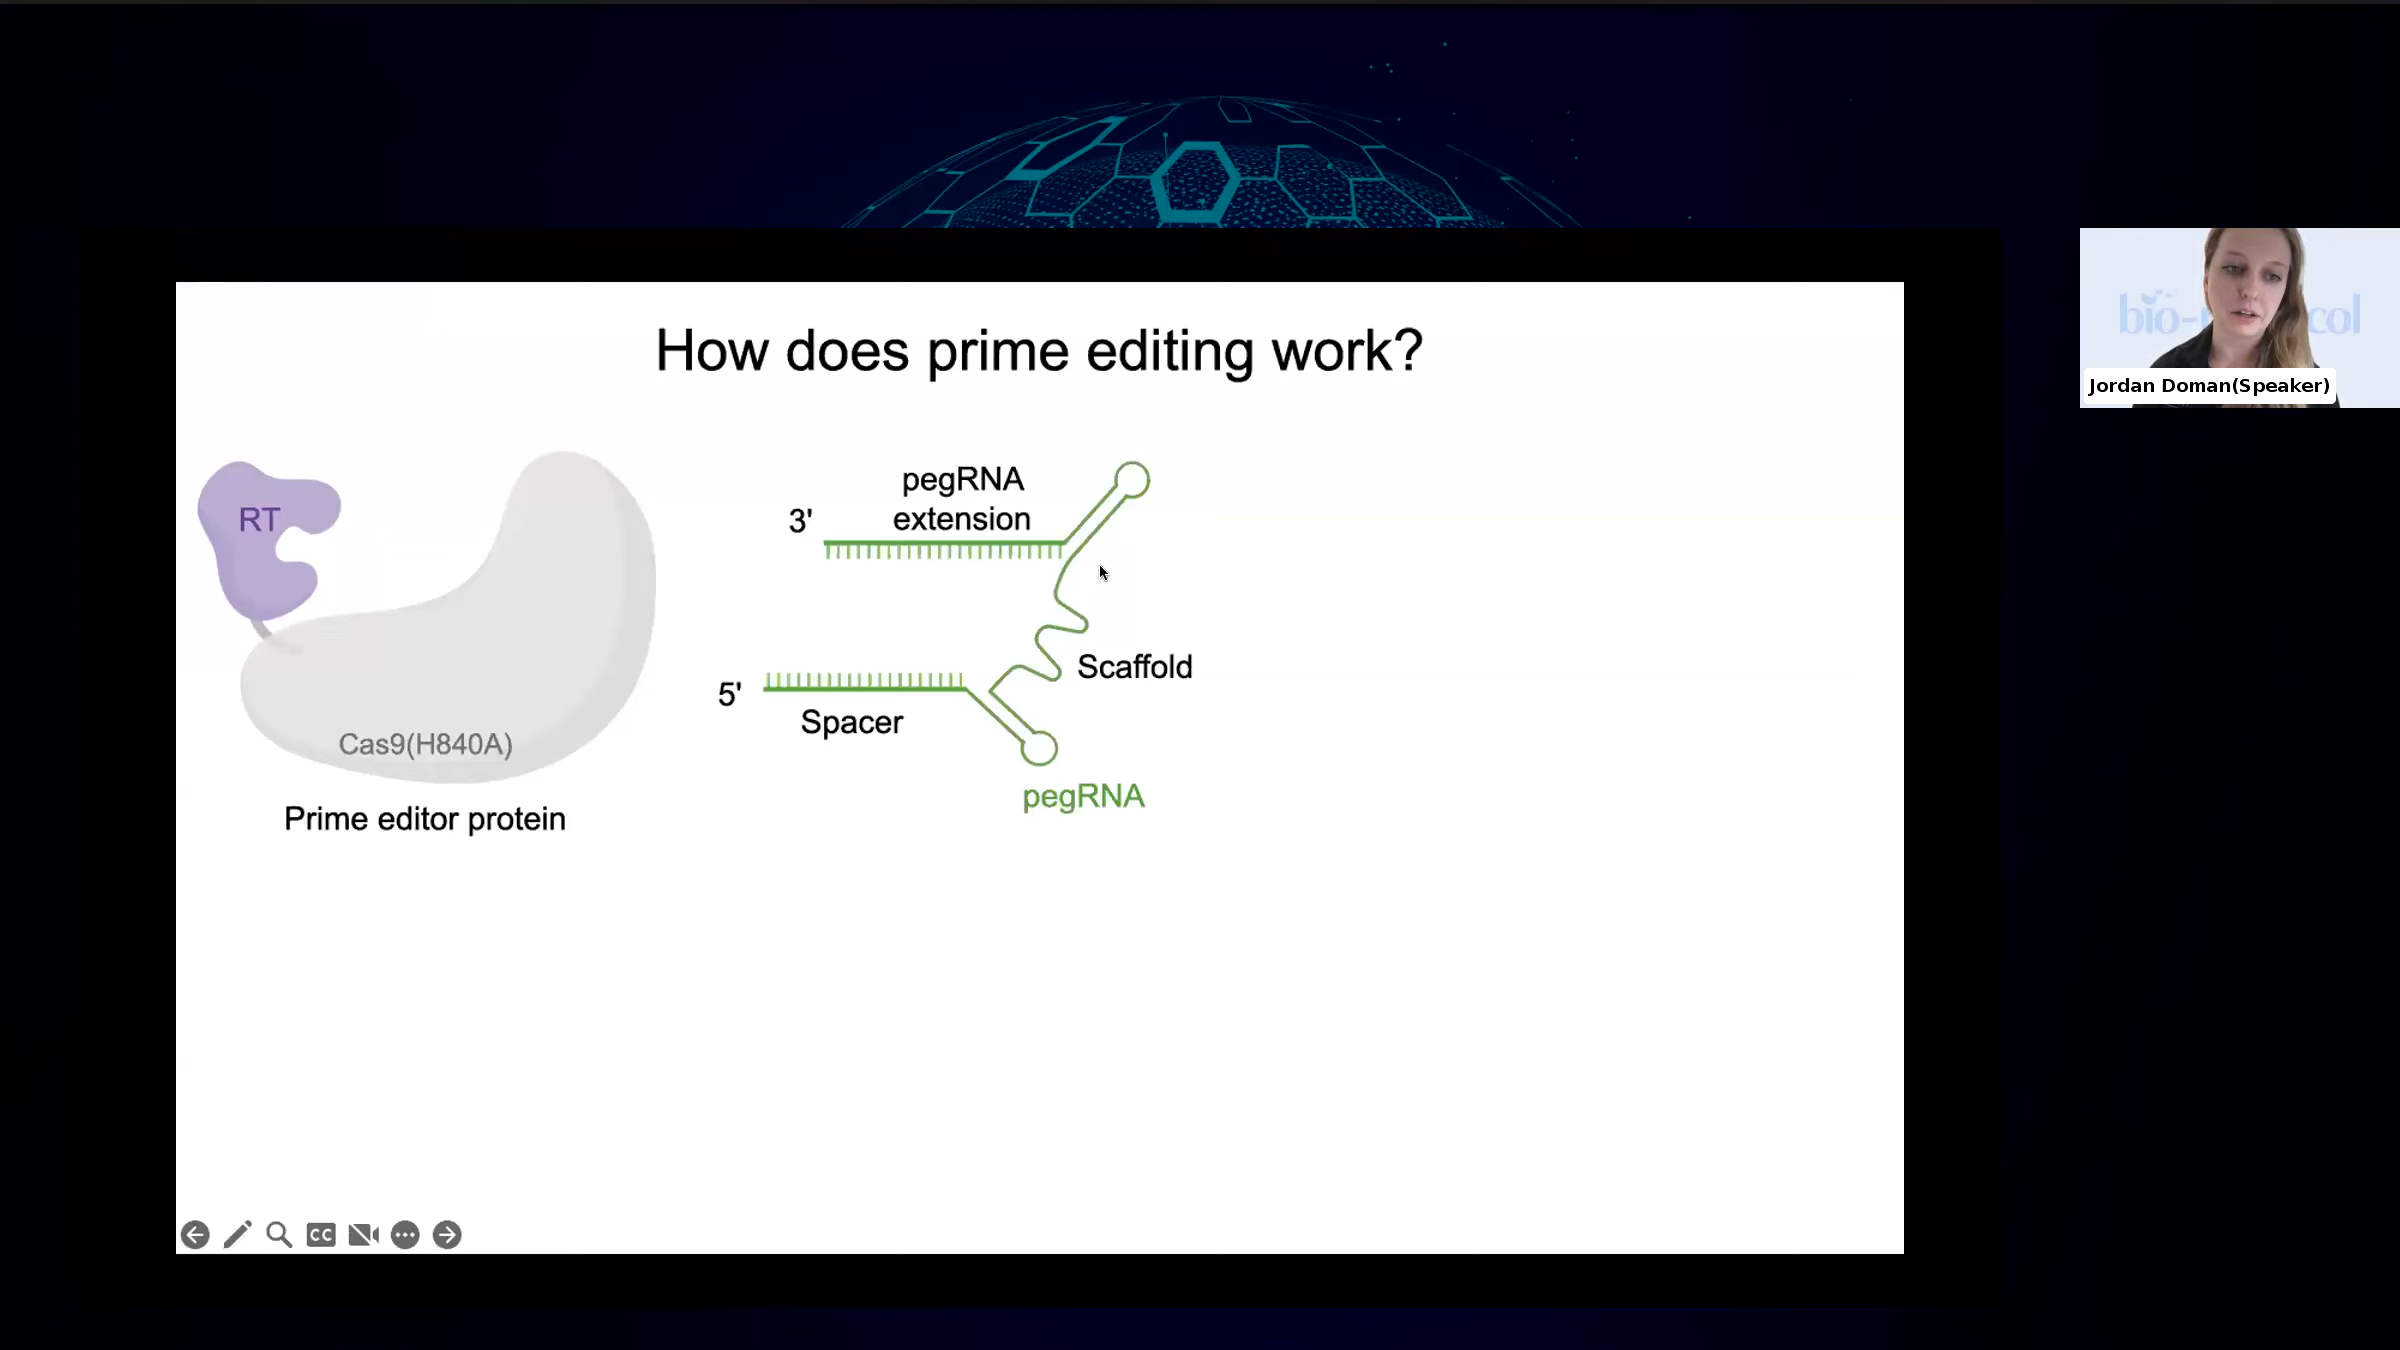 How does prime editing work?
RT
Cas9(H840A)
Prime editor protein
pegRNA
extension
3'
5'
Spacer
Scaffold
pegRNA
CC
Jordan Doman(Speaker)